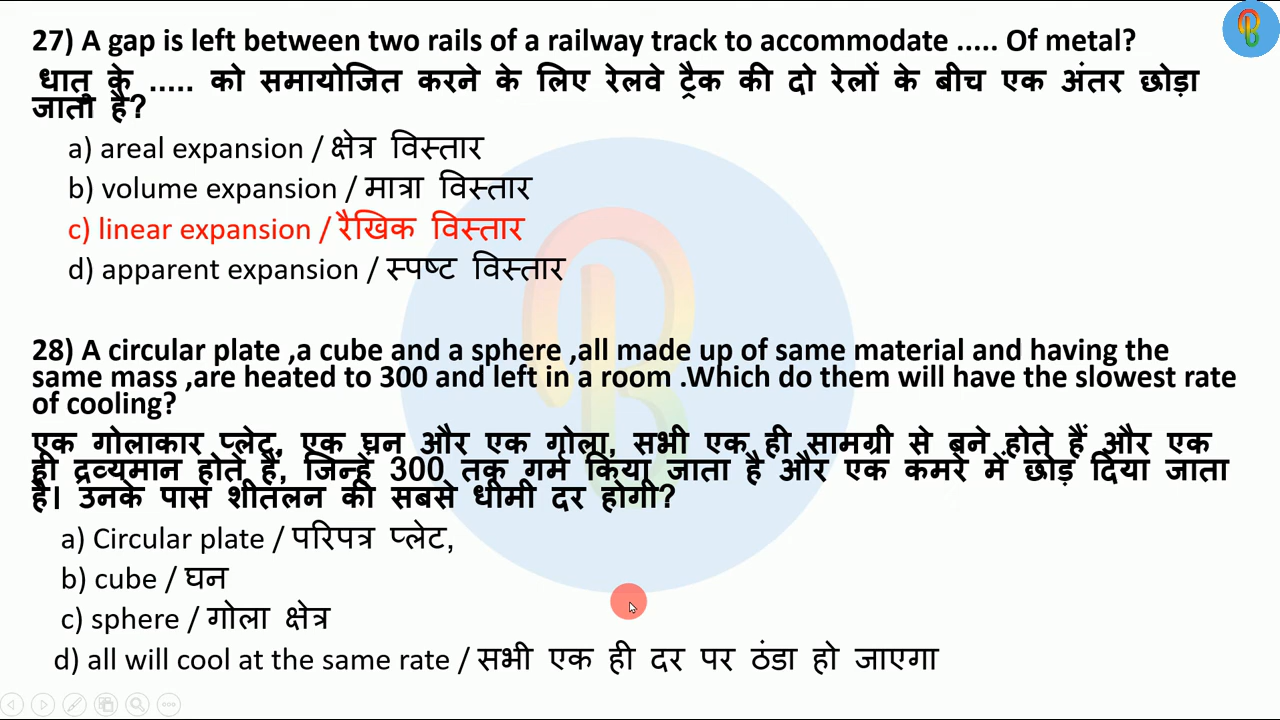 27) A gap is left between two rails of a railway track to accommodate ..... Of metal?
धातु के ..... को समायोजित करने के लिए रेलवे ट्रैक की दो रेलों के बीच एक अंतर छोड़ा
जाता है?
a) areal expansion / क्षेत्र विस्तार
b) volume expansion / मात्रा विस्तार
c) linear expansion / रैखिक विस्तार
d) apparent expansion / स्पष्ट विस्तार
28) A circular plate ,a cube and a sphere ,all made up of same material and having the
same mass ,are heated to 300 and left in a room .Which do them will have the slowest rate
of cooling?
एक गोलाकार प्लेट, एक घन और एक गोला, सभी एक ही सामग्री से बने होते हैं और एक
ही द्रव्यमान होते हैं, जिन्हें 300 तक गर्म किया जाता है और एक कमरे में छोड़ दिया जाता
है। उनके पास शीतलन की सबसे धीमी दर होगी?
a) Circular plate / परिपत्र प्लेट,
b) cube / घन
c) sphere / गोला क्षेत्र
d) all will cool at the same rate / सभी एक ही दर पर ठंडा हो जाएगा